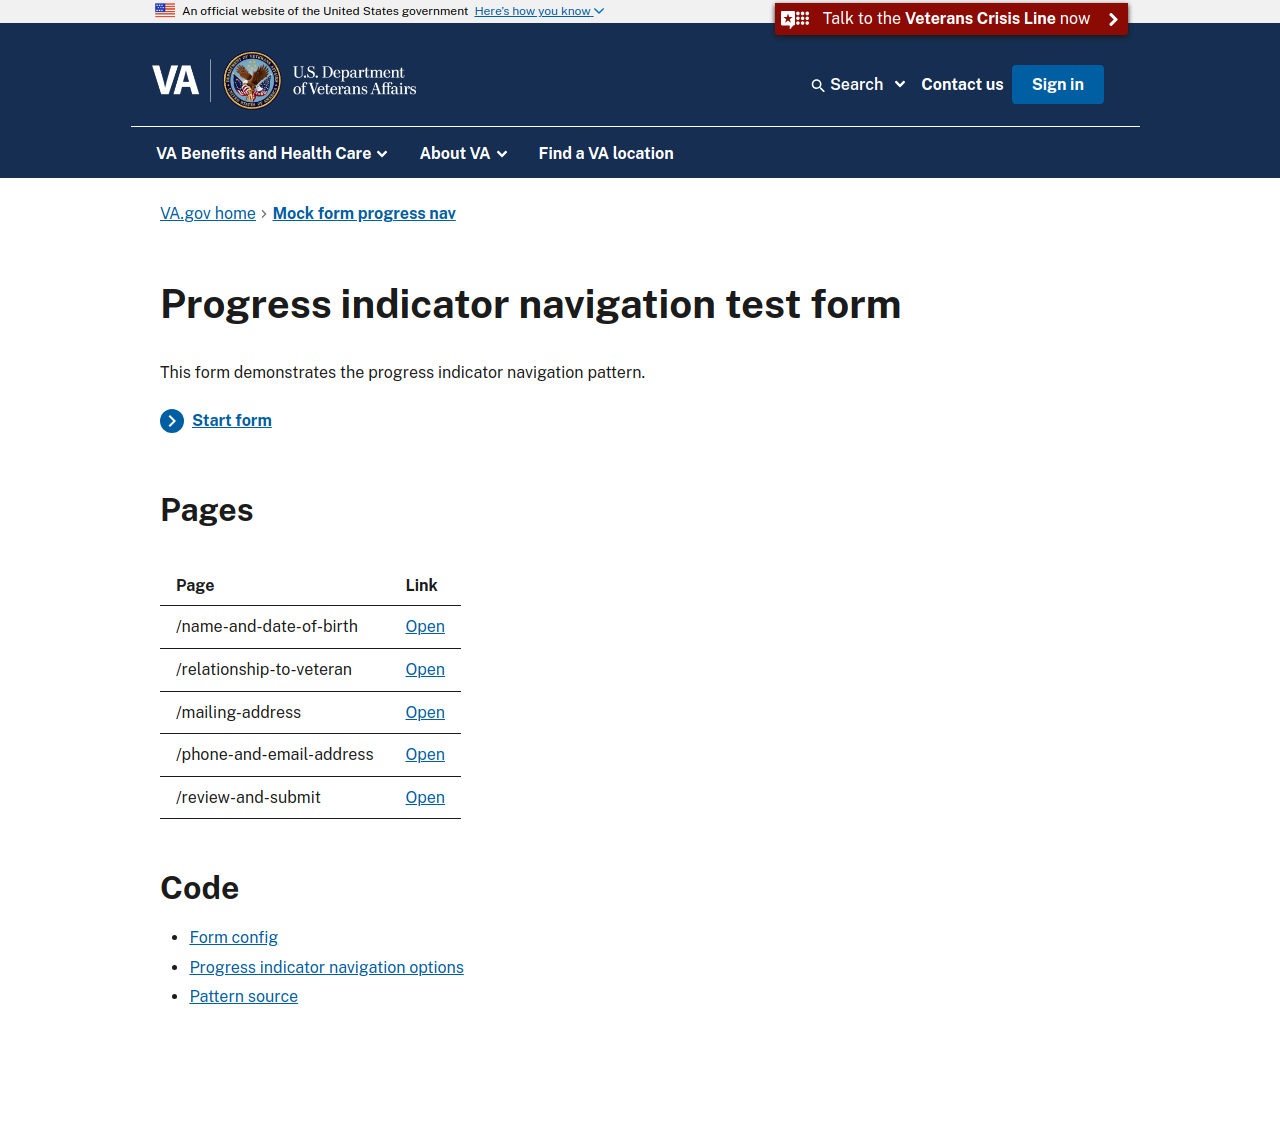 An official website of the United States government Here's how you know
Talk to the Veterans Crisis Line now
VA
U.S. Department
of Veterans Affairs
Search
Contact us
Sign in
VA Benefits and Health Care
About VA
Find a VA location
VA.gov home
Mock form progress nav
Progress indicator navigation test form
This form demonstrates the progress indicator navigation pattern.
Start form
Pages
Page Link
/name-and-date-of-birth Open
/relationship-to-veteran Open
/mailing-address Open
/phone-and-email-address Open
/review-and-submit Open
Code
Form config
Progress indicator navigation options
Pattern source